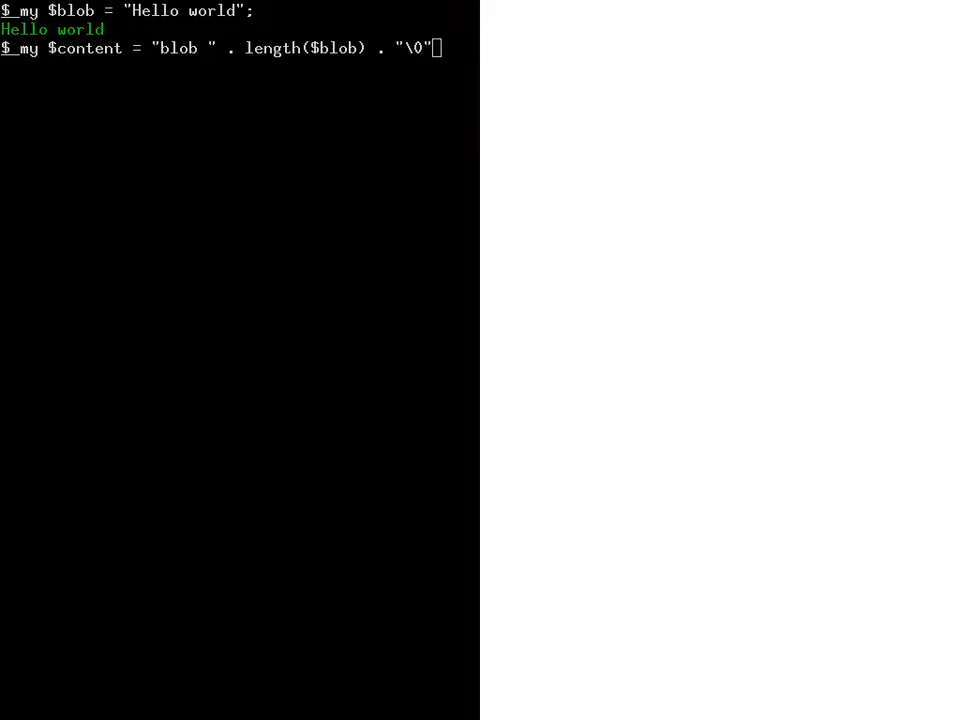 $_my $blob = "Hello world";
Hello world
$_my $content = "blob " . length($blob) . "\0"